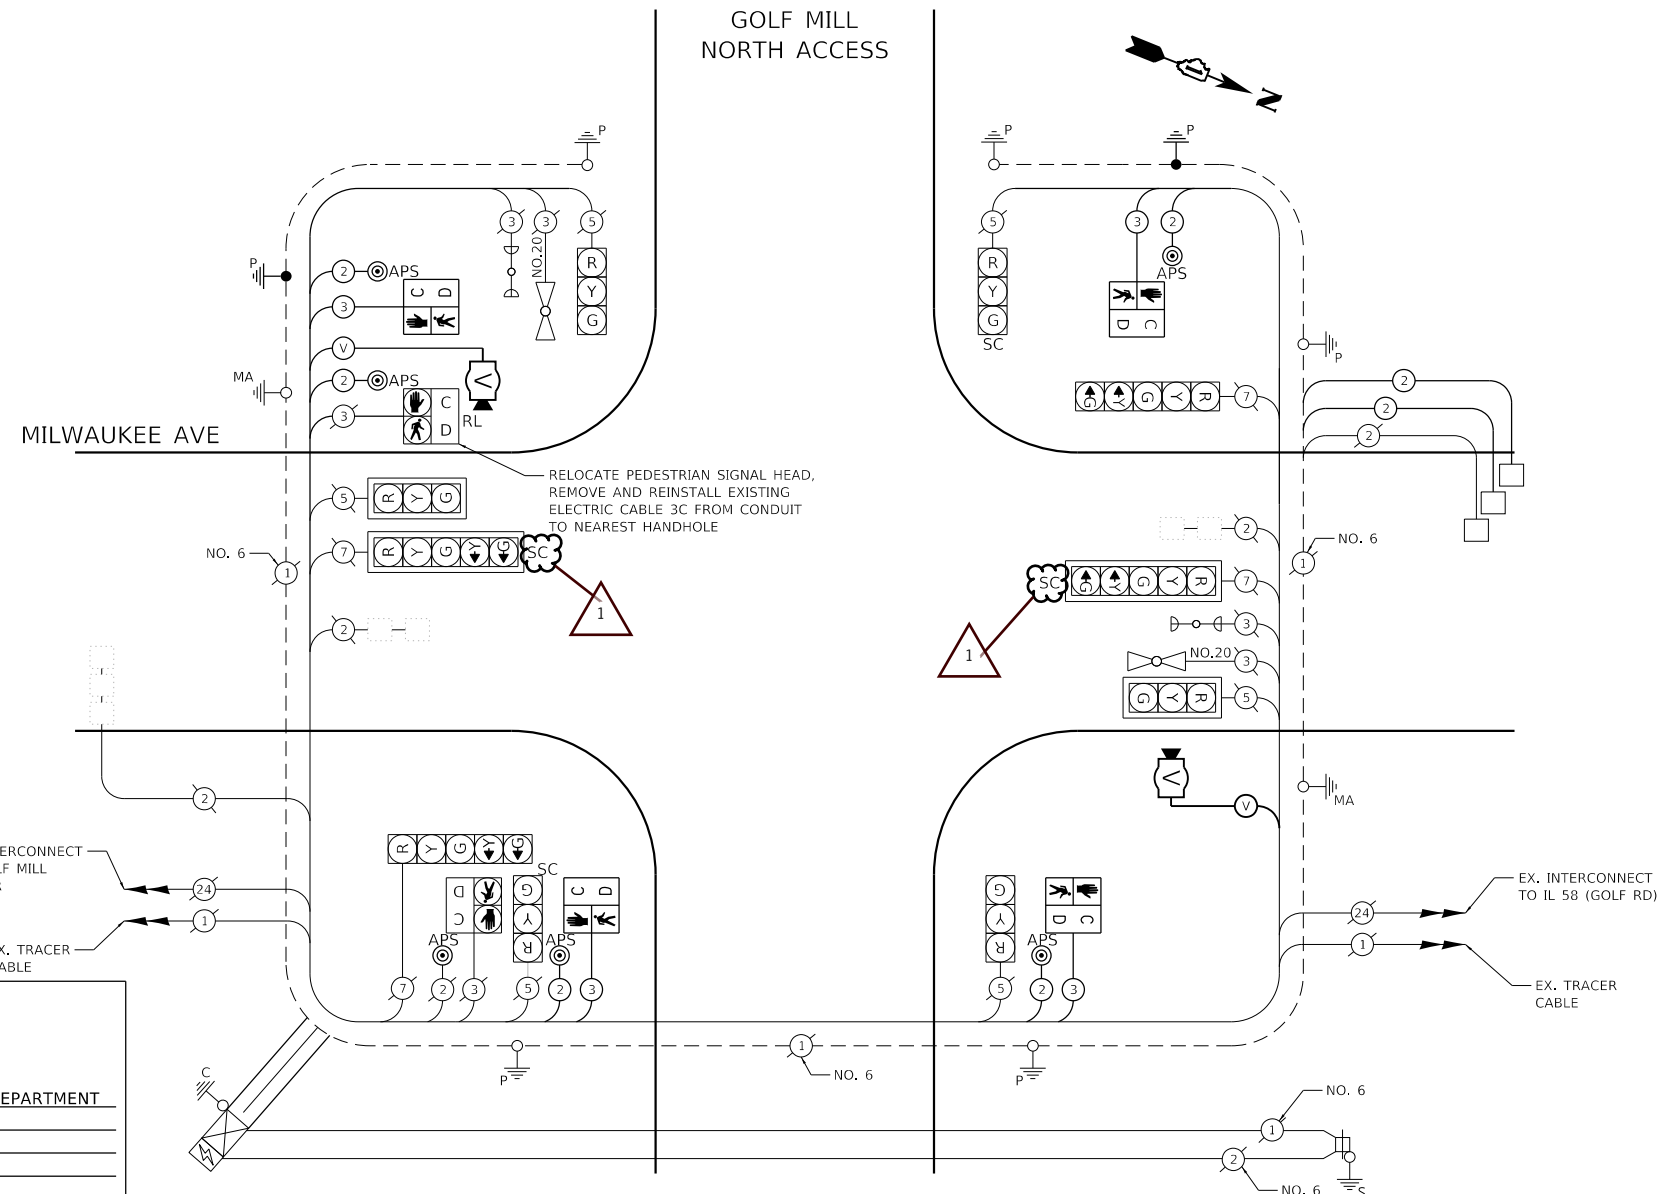 GOLF MILL
NORTH ACCESS
N
P
P
P
3
3
5
5
3
2
NO.20
R
Y
G
R
Y
G
SC
APS
P
2
APS
C D
3
D C
V
V
P
MA
2
APS
3
C
D
RL
G Y G Y R
7
2
2
2
MILWAUKEE AVE
RELOCATE PEDESTRIAN SIGNAL HEAD,
REMOVE AND REINSTALL EXISTING
ELECTRIC CABLE 3C FROM CONDUIT
TO NEAREST HANDHOLE
5
R Y G
7
R Y G Y G
SC
NO. 6
1
1
2
2
NO. 6
1
SC
G Y G Y R
7
3
1
NO.20
3
G Y R
5
V
V
MA
2
ERCONNECT
LF MILL
24
1
X. TRACER
ABLE
R Y G Y G
SC
D
C
G
Y
R
C D
APS
APS
7
2
3
5
2
3
G
Y
R
D C
APS
5
2
3
24
1
EX. INTERCONNECT
TO IL 58 (GOLF RD)
EX. TRACER
CABLE
P
1
NO. 6
P
C
EPARTMENT
NO. 6
1
2
NO. 6
S